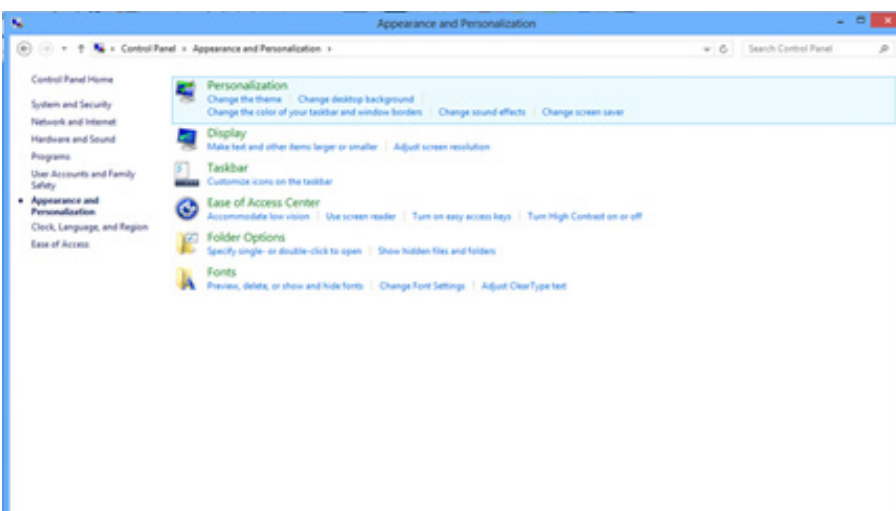 Appearance and Personalization
Control Panel Appearance and Personalization
Search Control Panel
Control Panel Home
System and Security
Network and Internet
Hardware and Sound
Programs
User Accounts and Family
Safety
Appearance and
Personalization
Clock, Language, and Region
Ease of Access
Personalization
Change the theme Change desktop background
Change the color of your taskbar and window borders Change sound effects Change screen saver
Display
Make text and other items larger or smaller Adjust screen resolution
Taskbar
Customize icons on the taskbar
Ease of Access Center
Accommodate low vision Use screen reader Turn on easy access keys Turn High Contrast on or off
Folder Options
Specify single- or double-click to open Show hidden files and folders
Fonts
Preview, delete, or show and hide fonts Change Font Settings Adjust ClearType text